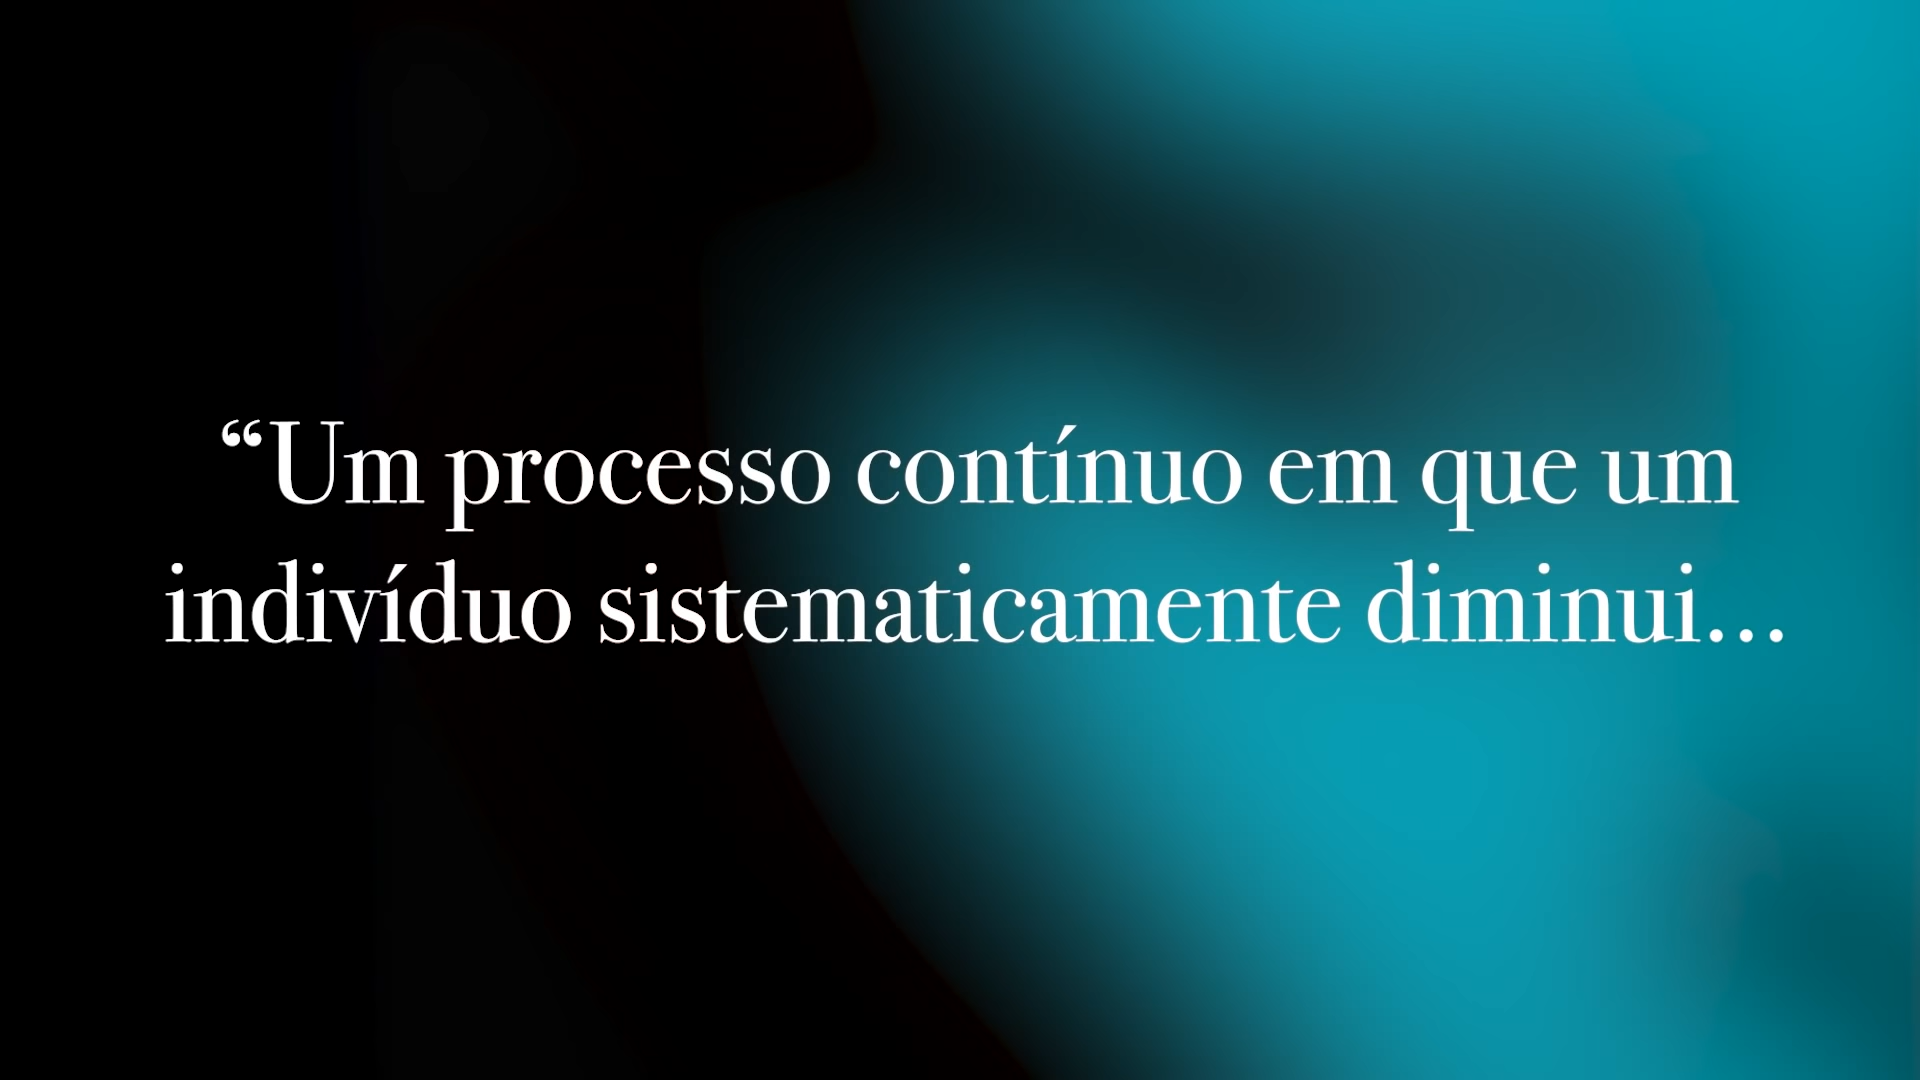 “Um processo contínuo em que um
indivíduo sistematicamente diminui...